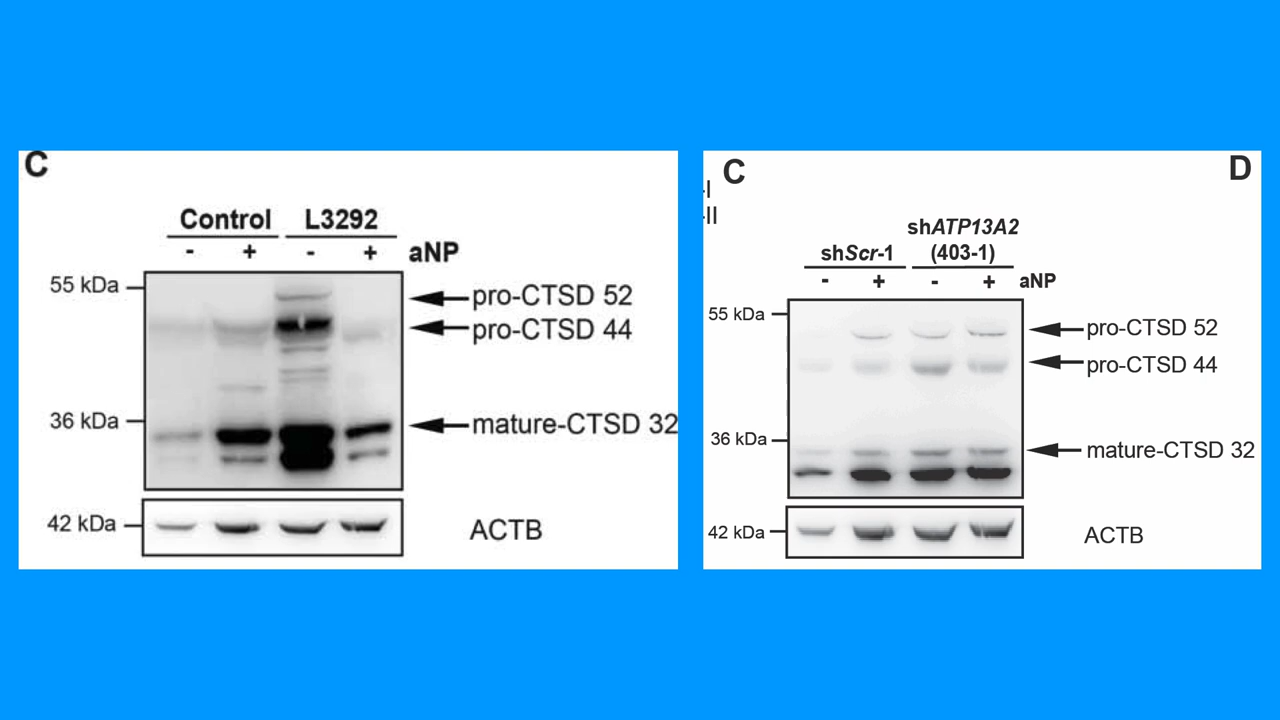 C
Control L3292
- + - + aNP
55 kDa
pro-CTSD 52
pro-CTSD 44
36 kDa
mature-CTSD 32
42 kDa
ACTB
C
D
-I
-II
shATP13A2
shScr-1 (403-1)
- + - + aNP
55 kDa
pro-CTSD 52
pro-CTSD 44
36 kDa
mature-CTSD 32
42 kDa
ACTB